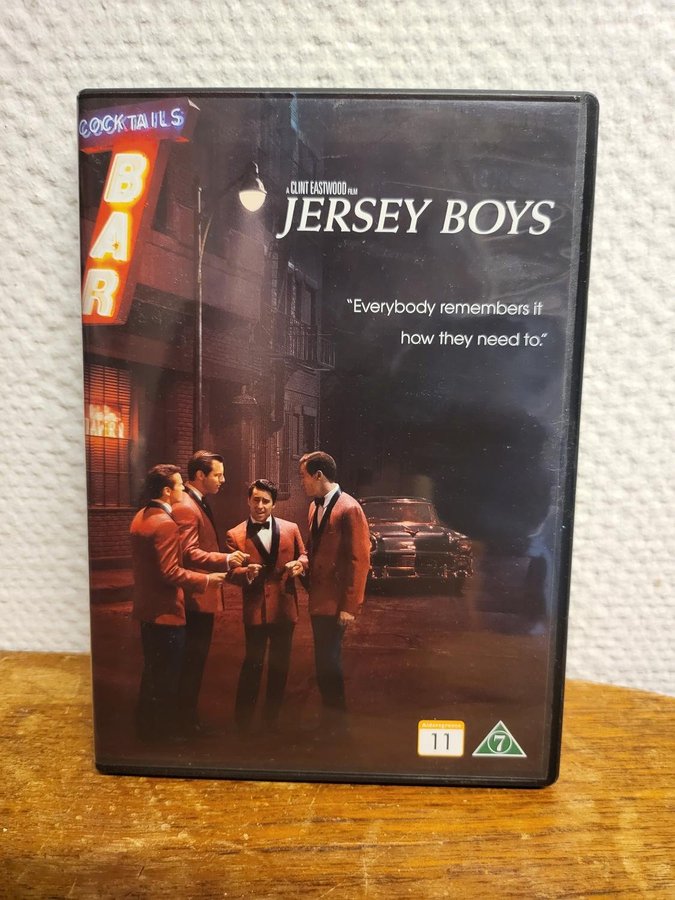 COCKTAILS
BAR
A CLINT EASTWOOD FILM
JERSEY BOYS
"Everybody remembers it
how they need to."
11
7